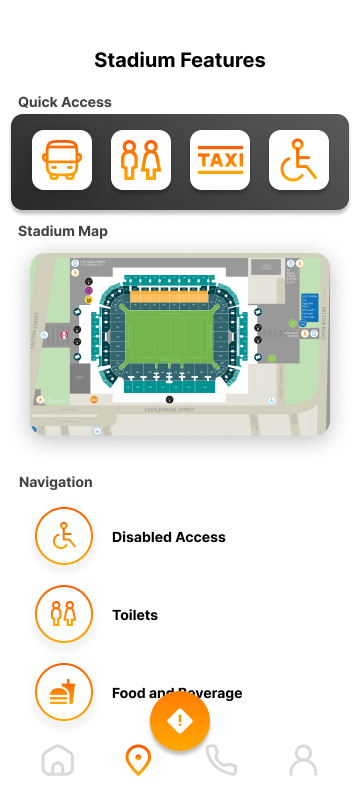 Stadium Features
Quick Access
TAXI
Stadium Map
CASTLEMAINE STREET
Navigation
Disabled Access
Toilets
Food and Beverage